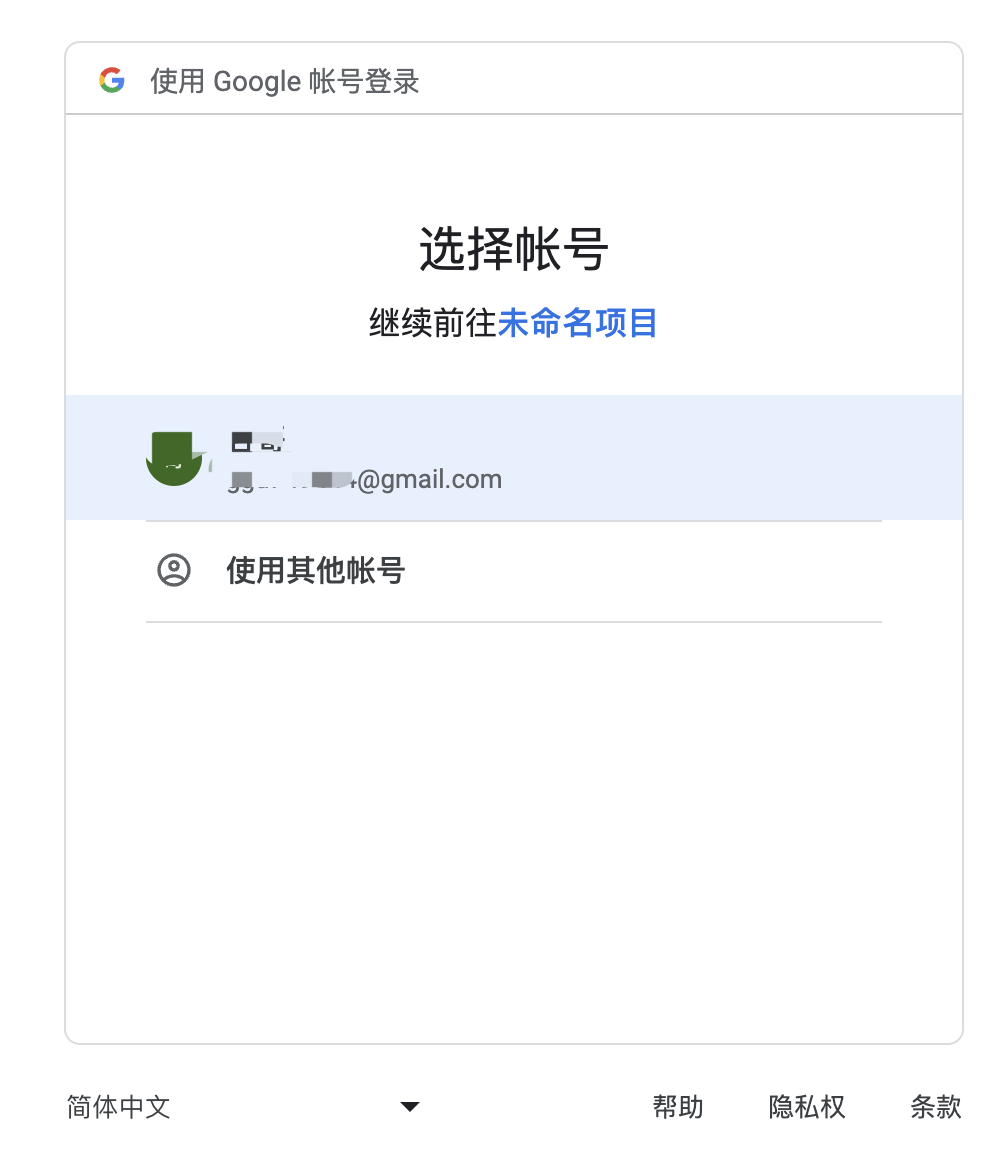 使用 Google 帐号登录
选择帐号
继续前往未命名项目
@gmail.com
使用其他帐号
简体中文
帮助 隐私权 条款